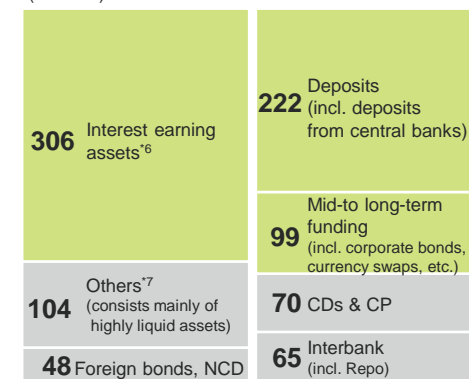 306 Interest earning
assets*6
Others*7
104 (consists mainly of
highly liquid assets)
48 Foreign bonds, NCD
Deposits
222 (incl. deposits
from central banks)
Mid-to long-term
funding
99 (incl. corporate bonds,
currency swaps, etc.)
70 CDs & CP
65 Interbank
(incl. Repo)